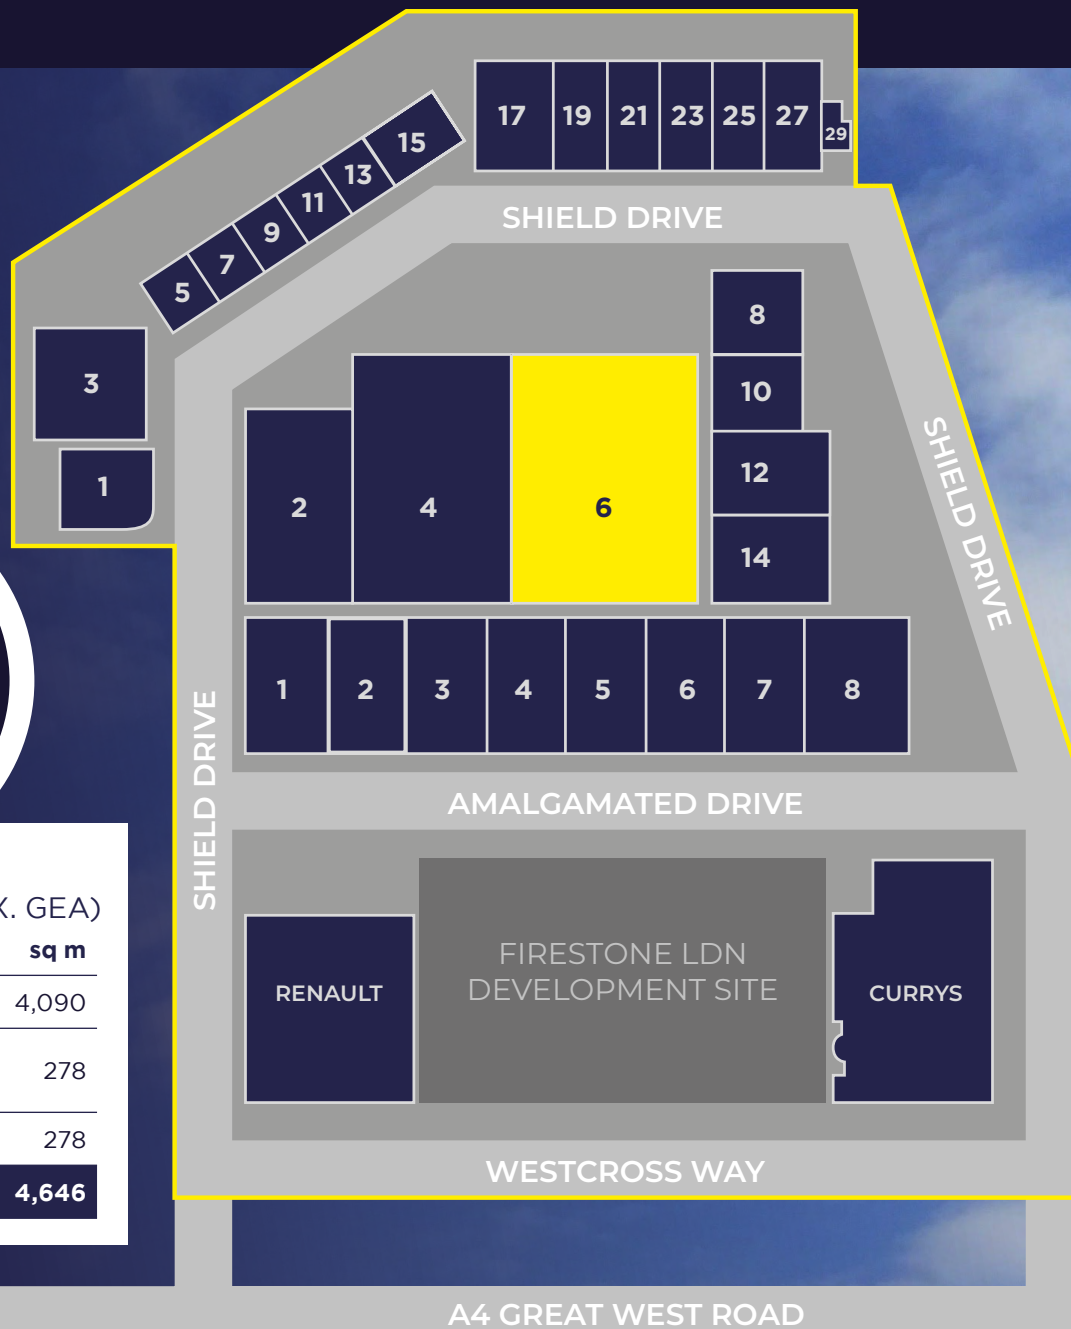 17
19
21
23
25
27
29
15
13
11
9
7
5
SHIELD DRIVE
8
3
10
SHIELD DRIVE
12
1
2
4
6
14
1
2
3
4
5
6
7
8
SHIELD DRIVE
AMALGAMATED DRIVE
X. GEA)
sq m
4,090
278
278
4,646
RENAULT
FIRESTONE LDN
DEVELOPMENT SITE
CURRYS
WESTCROSS WAY
A4 GREAT WEST ROAD